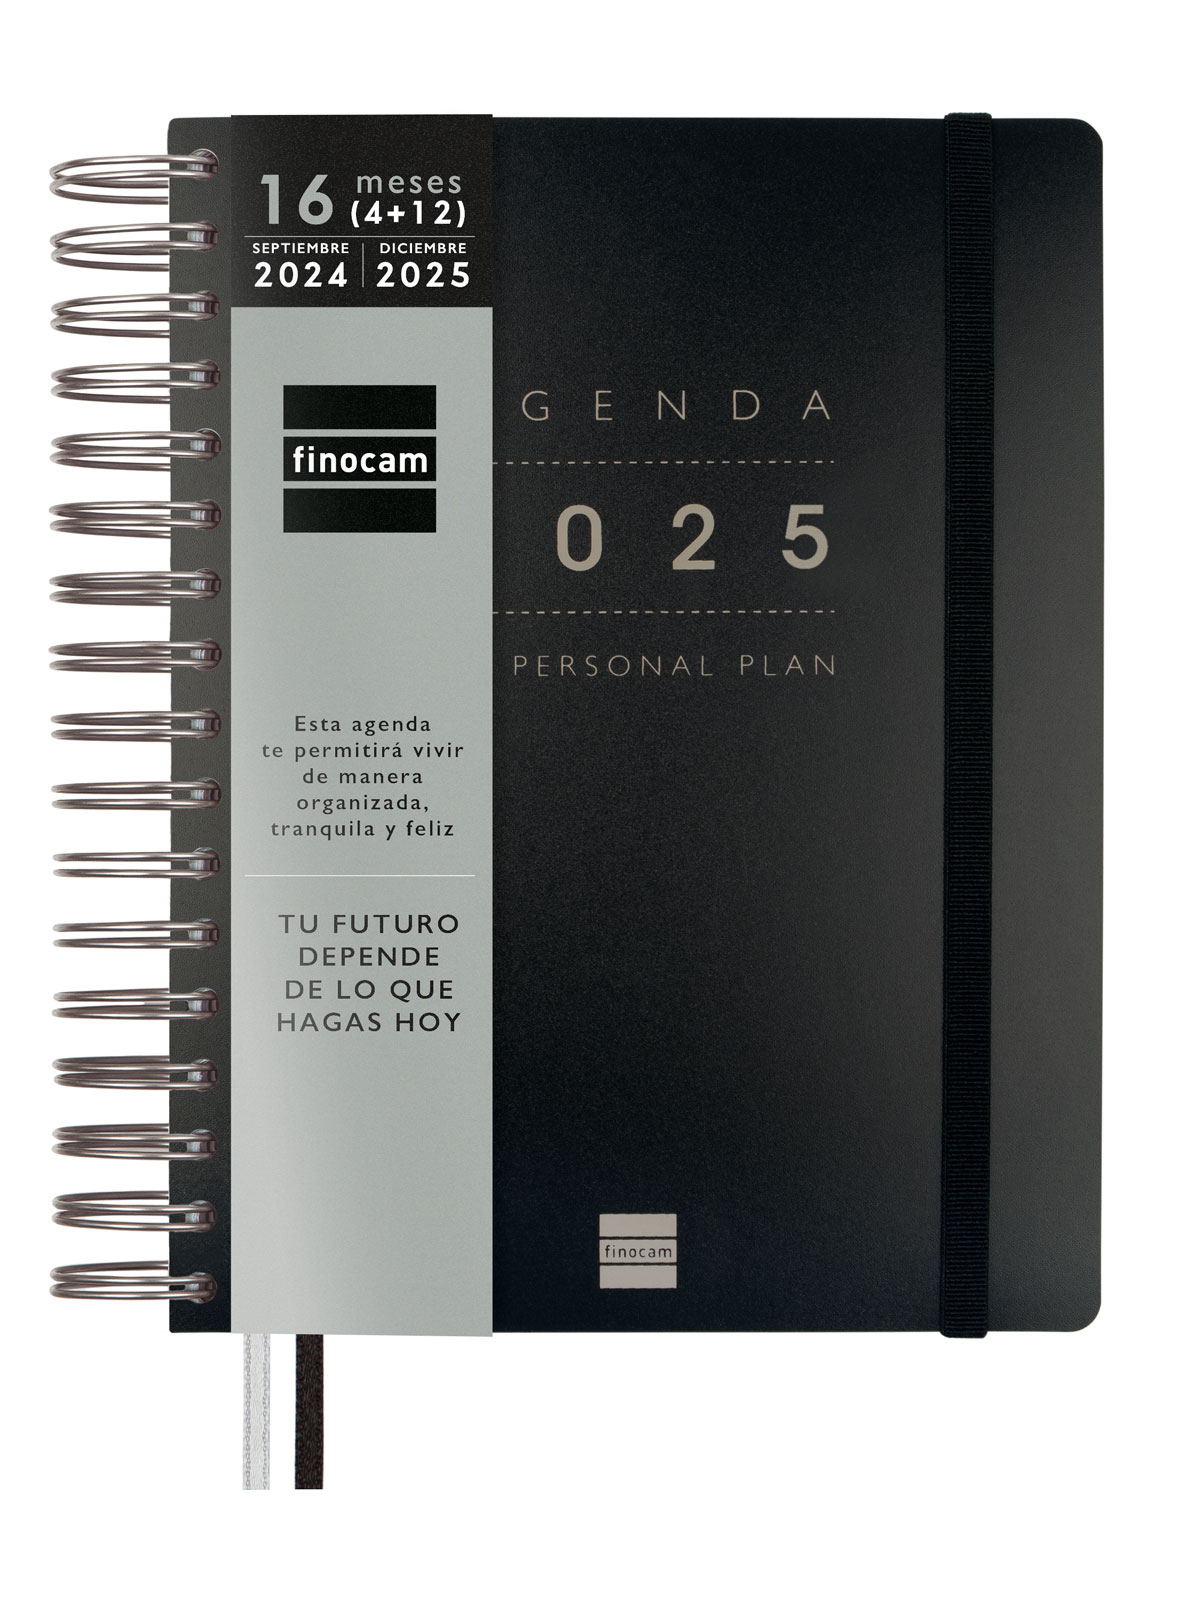 16 meses
(4+12)
SEPTIEMBRE
2024
DICIEMBRE
2025
finocam
Esta agenda
te permitirá vivir
de manera
organizada,
tranquila y feliz
TU FUTURO
DEPENDE
DE LO QUE
HAGAS HOY
GENDA
025
PERSONAL PLAN
finocam